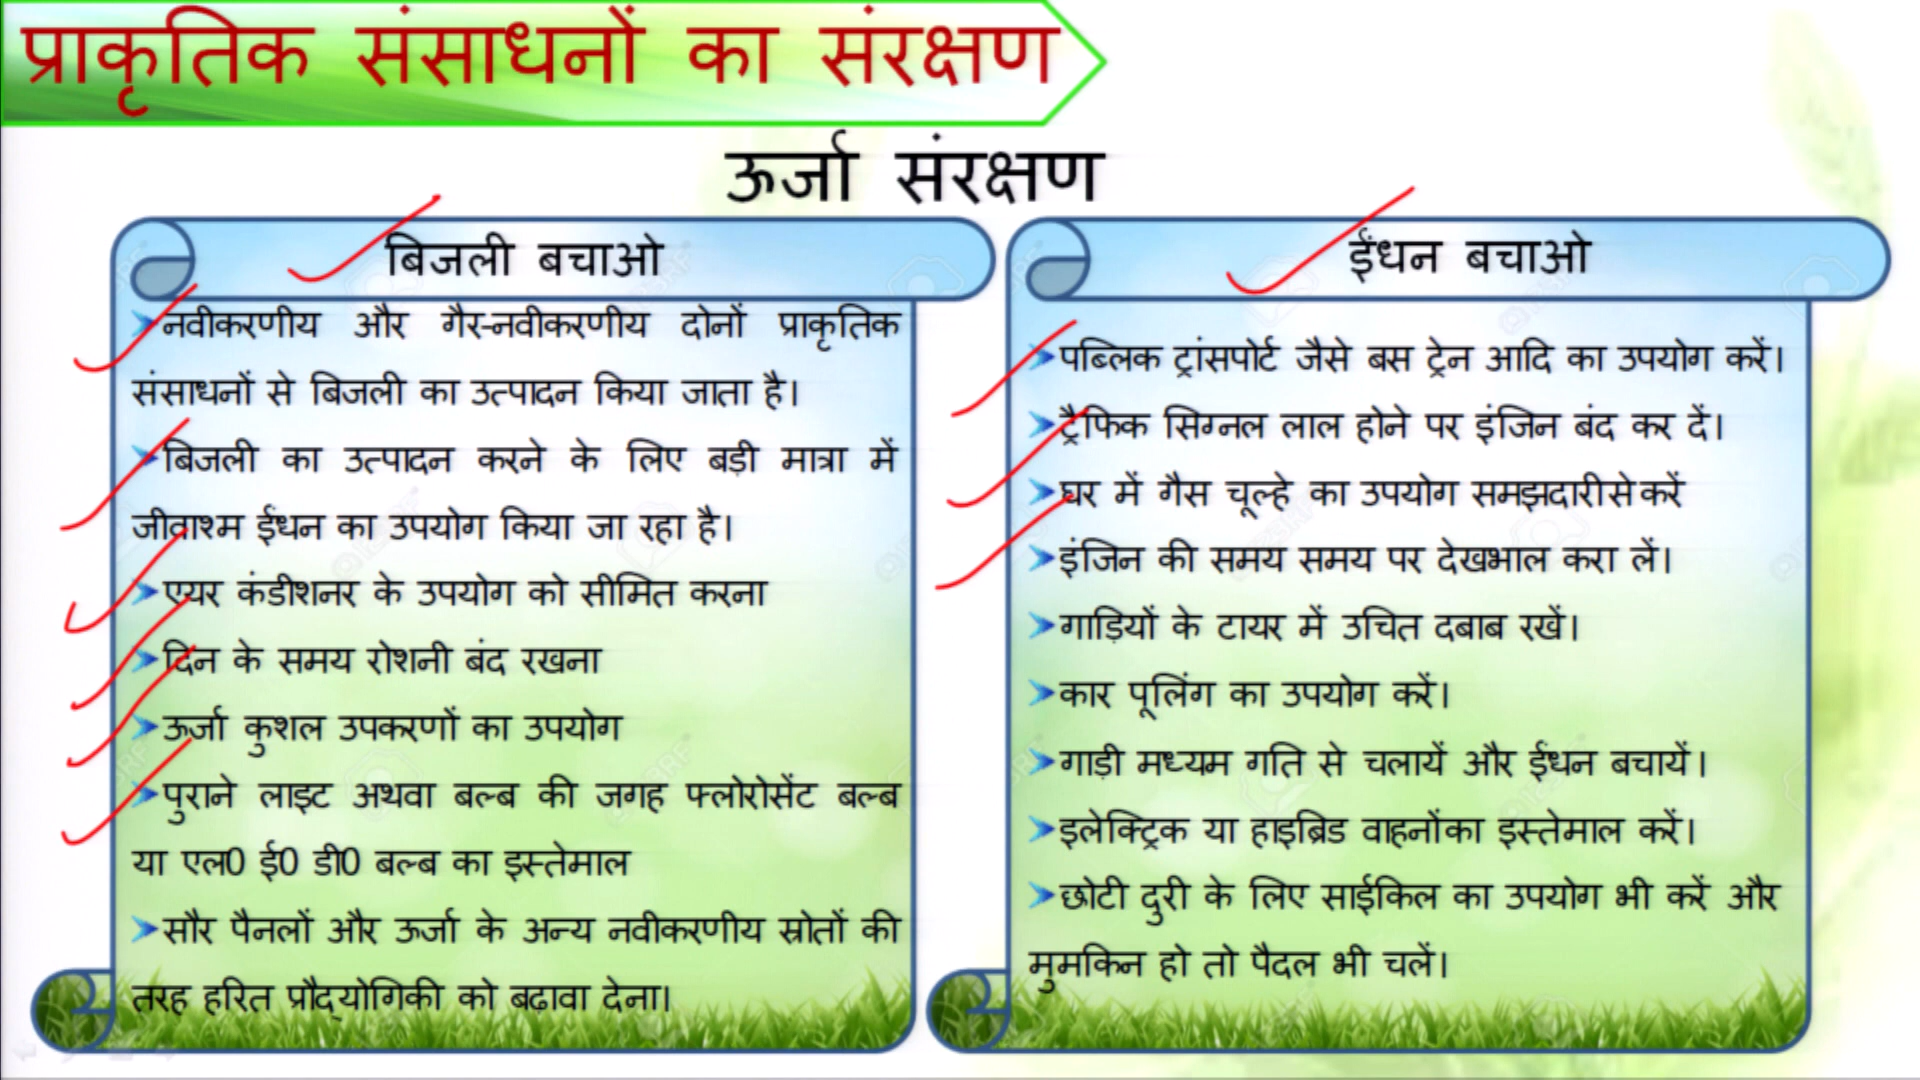 प्राकृतिक संसाधनों का संरक्षण
ऊर्जा संरक्षण
बिजली बचाओ
नवीकरणीय और गैर-नवीकरणीय दोनों प्राकृतिक
संसाधनों से बिजली का उत्पादन किया जाता है।
बिजली का उत्पादन करने के लिए बड़ी मात्रा में
जीवाश्म ईंधन का उपयोग किया जा रहा है।
एयर कंडीशनर के उपयोग को सीमित करना
दिन के समय रोशनी बंद रखना
ऊर्जा कुशल उपकरणों का उपयोग
पुराने लाइट अथवा बल्ब की जगह फ्लोरोसेंट बल्ब
या एल0 ई0 डी0 बल्ब का इस्तेमाल
सौर पैनलों और ऊर्जा के अन्य नवीकरणीय स्रोतों की
तरह हरित प्रौद्योगिकी को बढ़ावा देना।
ईंधन बचाओ
पब्लिक ट्रांसपोर्ट जैसे बस ट्रेन आदि का उपयोग करें।
ट्रैफिक सिग्नल लाल होने पर इंजिन बंद कर दें।
घर में गैस चूल्हे का उपयोग समझदारी से करें
इंजिन की समय समय पर देखभाल करा लें।
गाड़ियों के टायर में उचित दबाब रखें।
कार पूलिंग का उपयोग करें।
गाड़ी मध्यम गति से चलायें और ईंधन बचायें।
इलेक्ट्रिक या हाइब्रिड वाहनोंका इस्तेमाल करें।
छोटी दुरी के लिए साईकिल का उपयोग भी करें और
मुमकिन हो तो पैदल भी चलें।